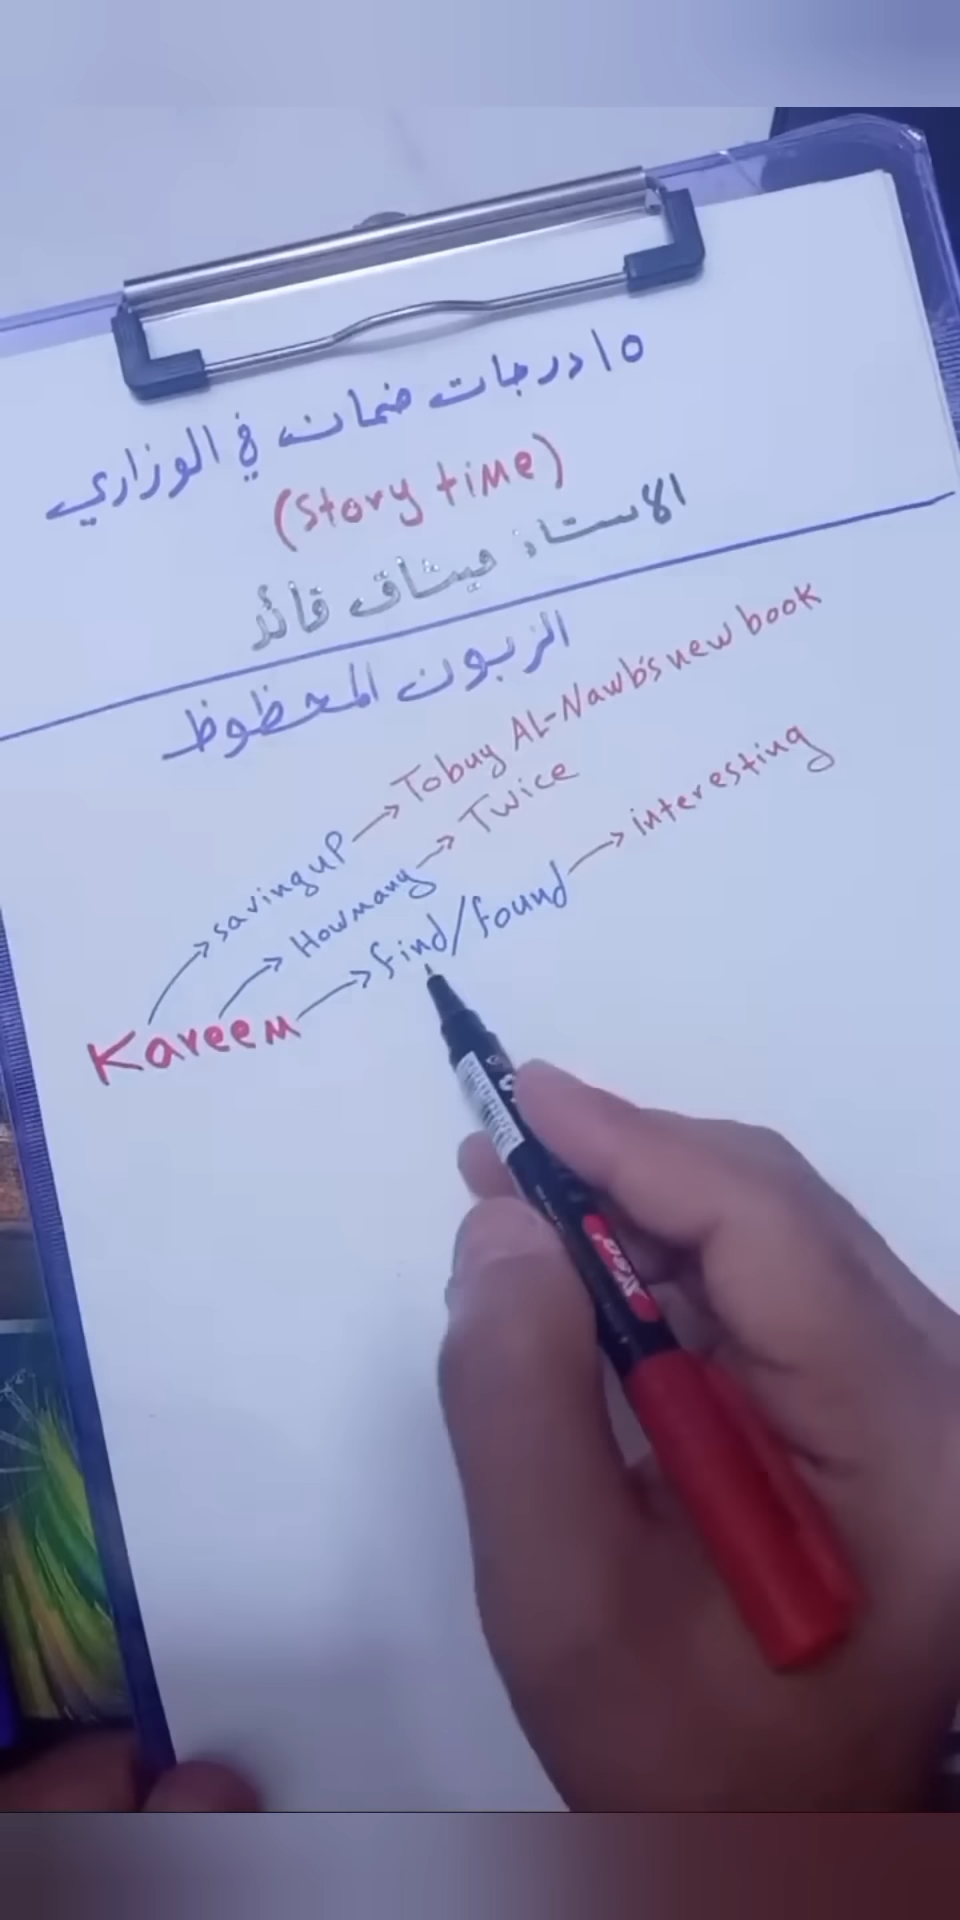 ١٥ درجات ضمان في الوزاري
(Story time)
الاستاذ ميثاق قائد
الزبون المحظوظ
saving up → To buy AL-Nawb's new book
How many → Twice
Kareem → find/found → interesting